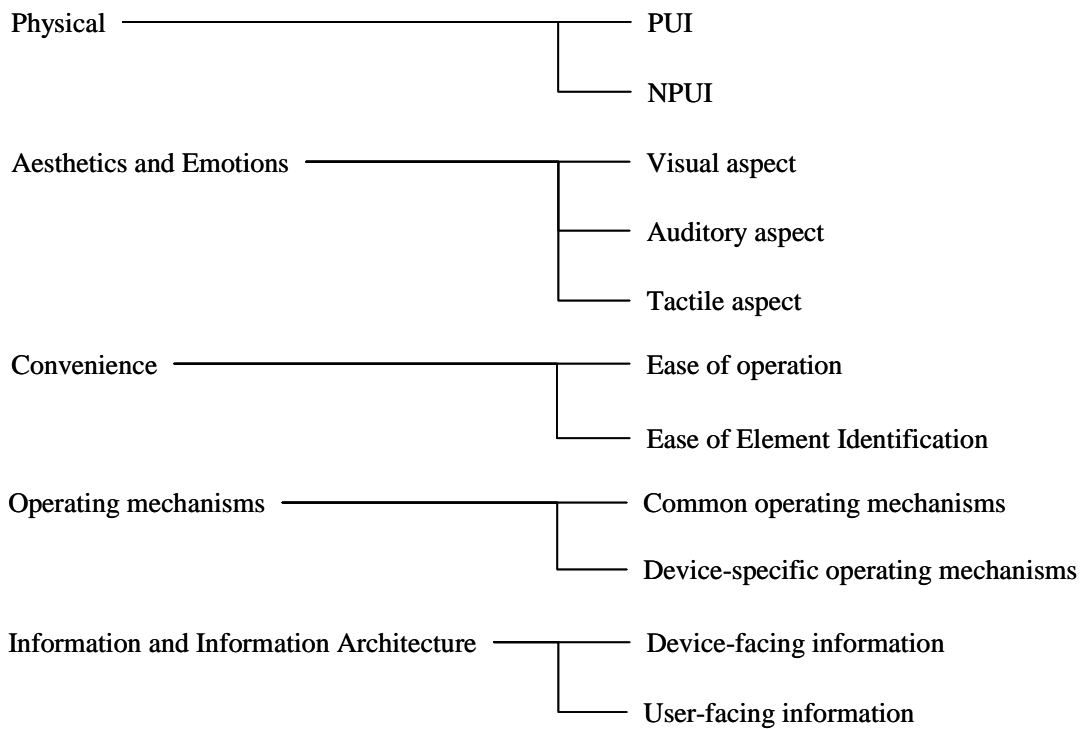 Physical
PUI
NPUI
Aesthetics and Emotions
Visual aspect
Auditory aspect
Tactile aspect
Convenience
Ease of operation
Ease of Element Identification
Operating mechanisms
Common operating mechanisms
Device-specific operating mechanisms
Information and Information Architecture
Device-facing information
User-facing information